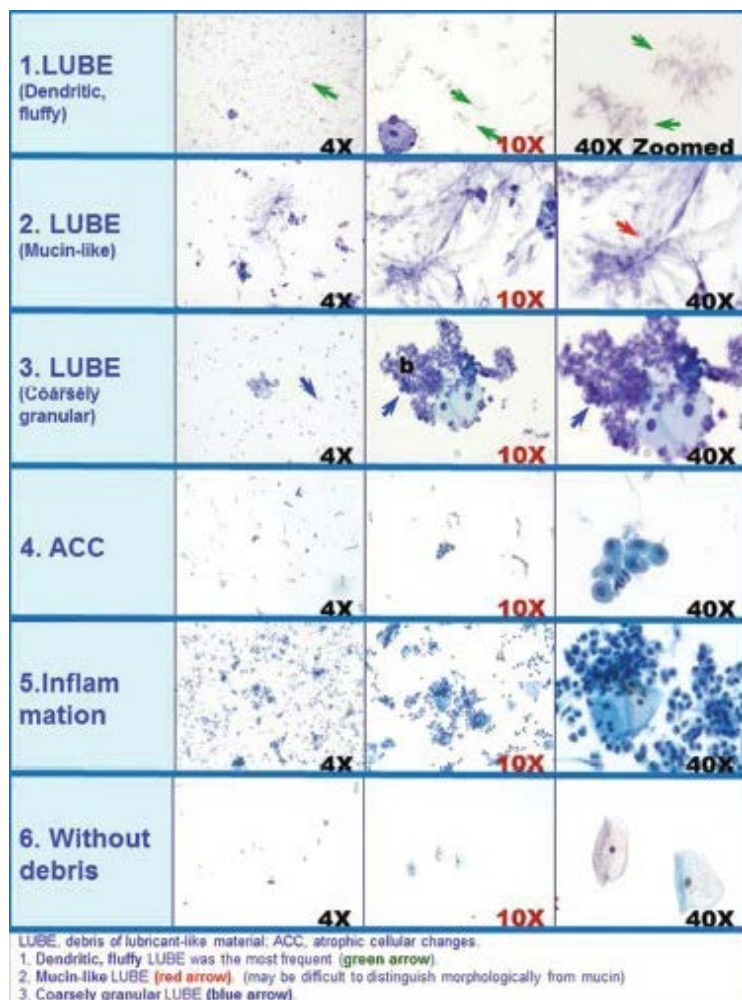 1.LUBE
(Dendritic,
fluffy)
4X
10X
40X Zoomed
2. LUBE
(Mucin-like)
4X
10X
40X
3. LUBE
(Cóársély
granular)
4X
b
10X
40X
4. ACC
4X
10X
40X
5.Inflam
mation
4X
10X
40X
6. Without
debris
4X
10X
40X
LUBE, debris of lubricant-like material; ACC, atrophic cellular changes.
1. Dendritic, fluffy LUBE was the most frequent (green arrow).
2. Mucin-like LUBE (red arrow). (may be difficult to distinguish morphologically from mucin)
3. Coarsely granular LUBE (blue arrow).